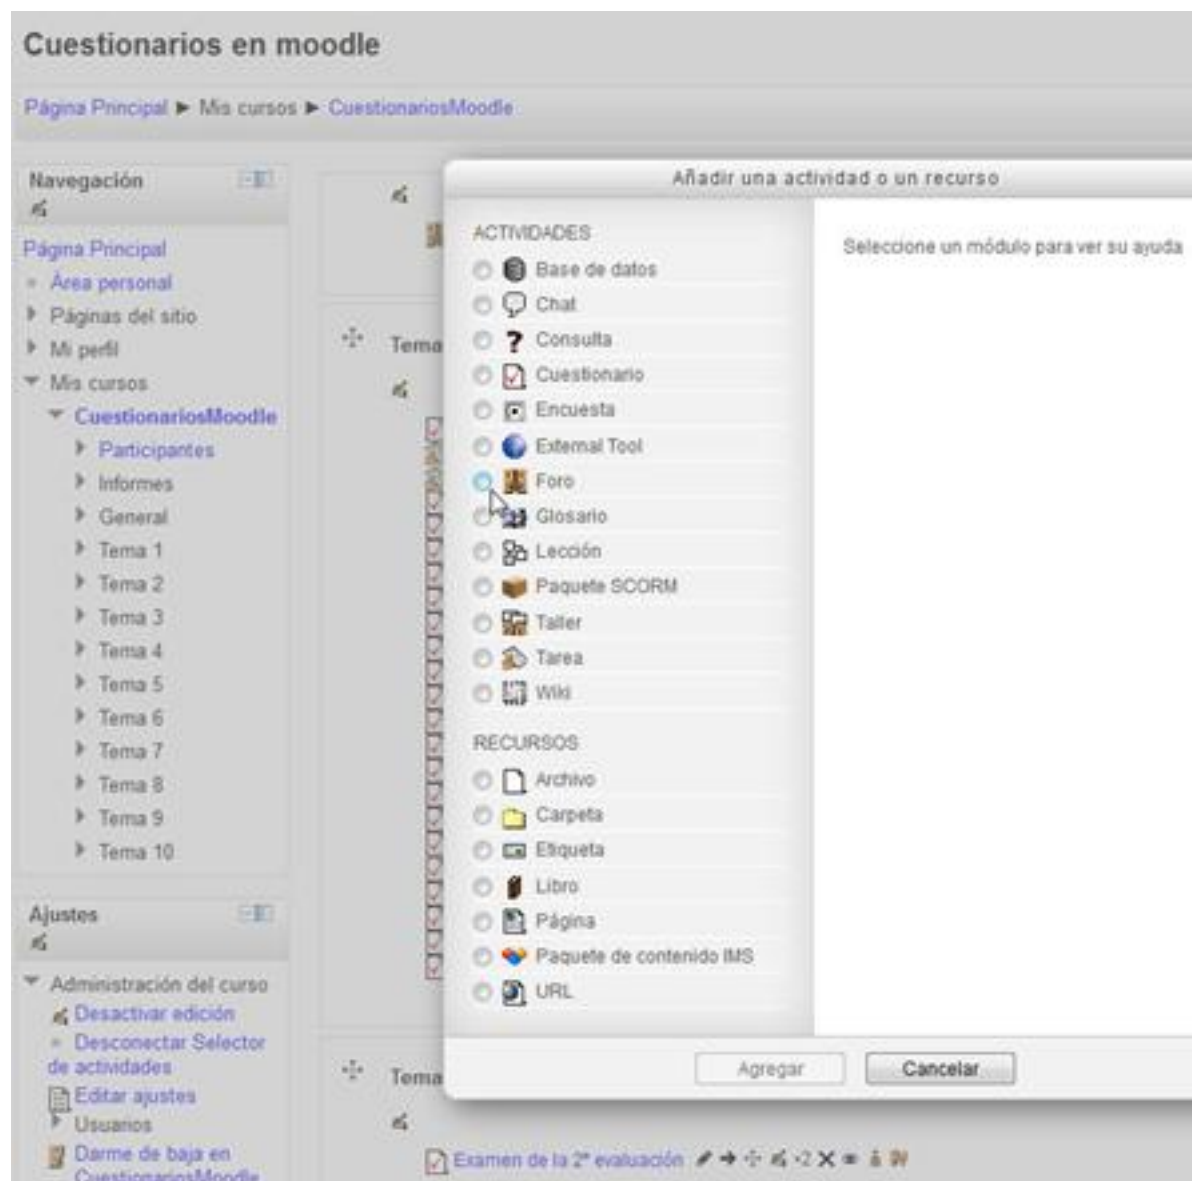 Cuestionarios en moodle
Página Principal ► Mis cursos ► CuestionariosMoodle
Navegación
Página Principal
Área personal
Páginas del sitio
Mi perfil
Mis cursos
CuestionariosMoodle
Participantes
Informes
General
Tema 1
Tema 2
Tema 3
Tema 4
Tema 5
Tema 6
Tema 7
Tema 8
Tema 9
Tema 10
Ajustes
Administración del curso
Desactivar edición
Desconectar Selector
de actividades
Editar ajustes
Usuarios
Darme de baja en
CuestionariosMoodle
Tema
Tema
Examen de la 2ª evaluación
Añadir una actividad o un recurso
ACTIVIDADES
Base de datos
Chat
Consulta
Cuestionario
Encuesta
External Tool
Foro
Glosario
Lección
Paquete SCORM
Taller
Tarea
Wiki
RECURSOS
Archivo
Carpeta
Etiqueta
Libro
Página
Paquete de contenido IMS
URL
Seleccione un módulo para ver su ayuda
Agregar
Cancelar